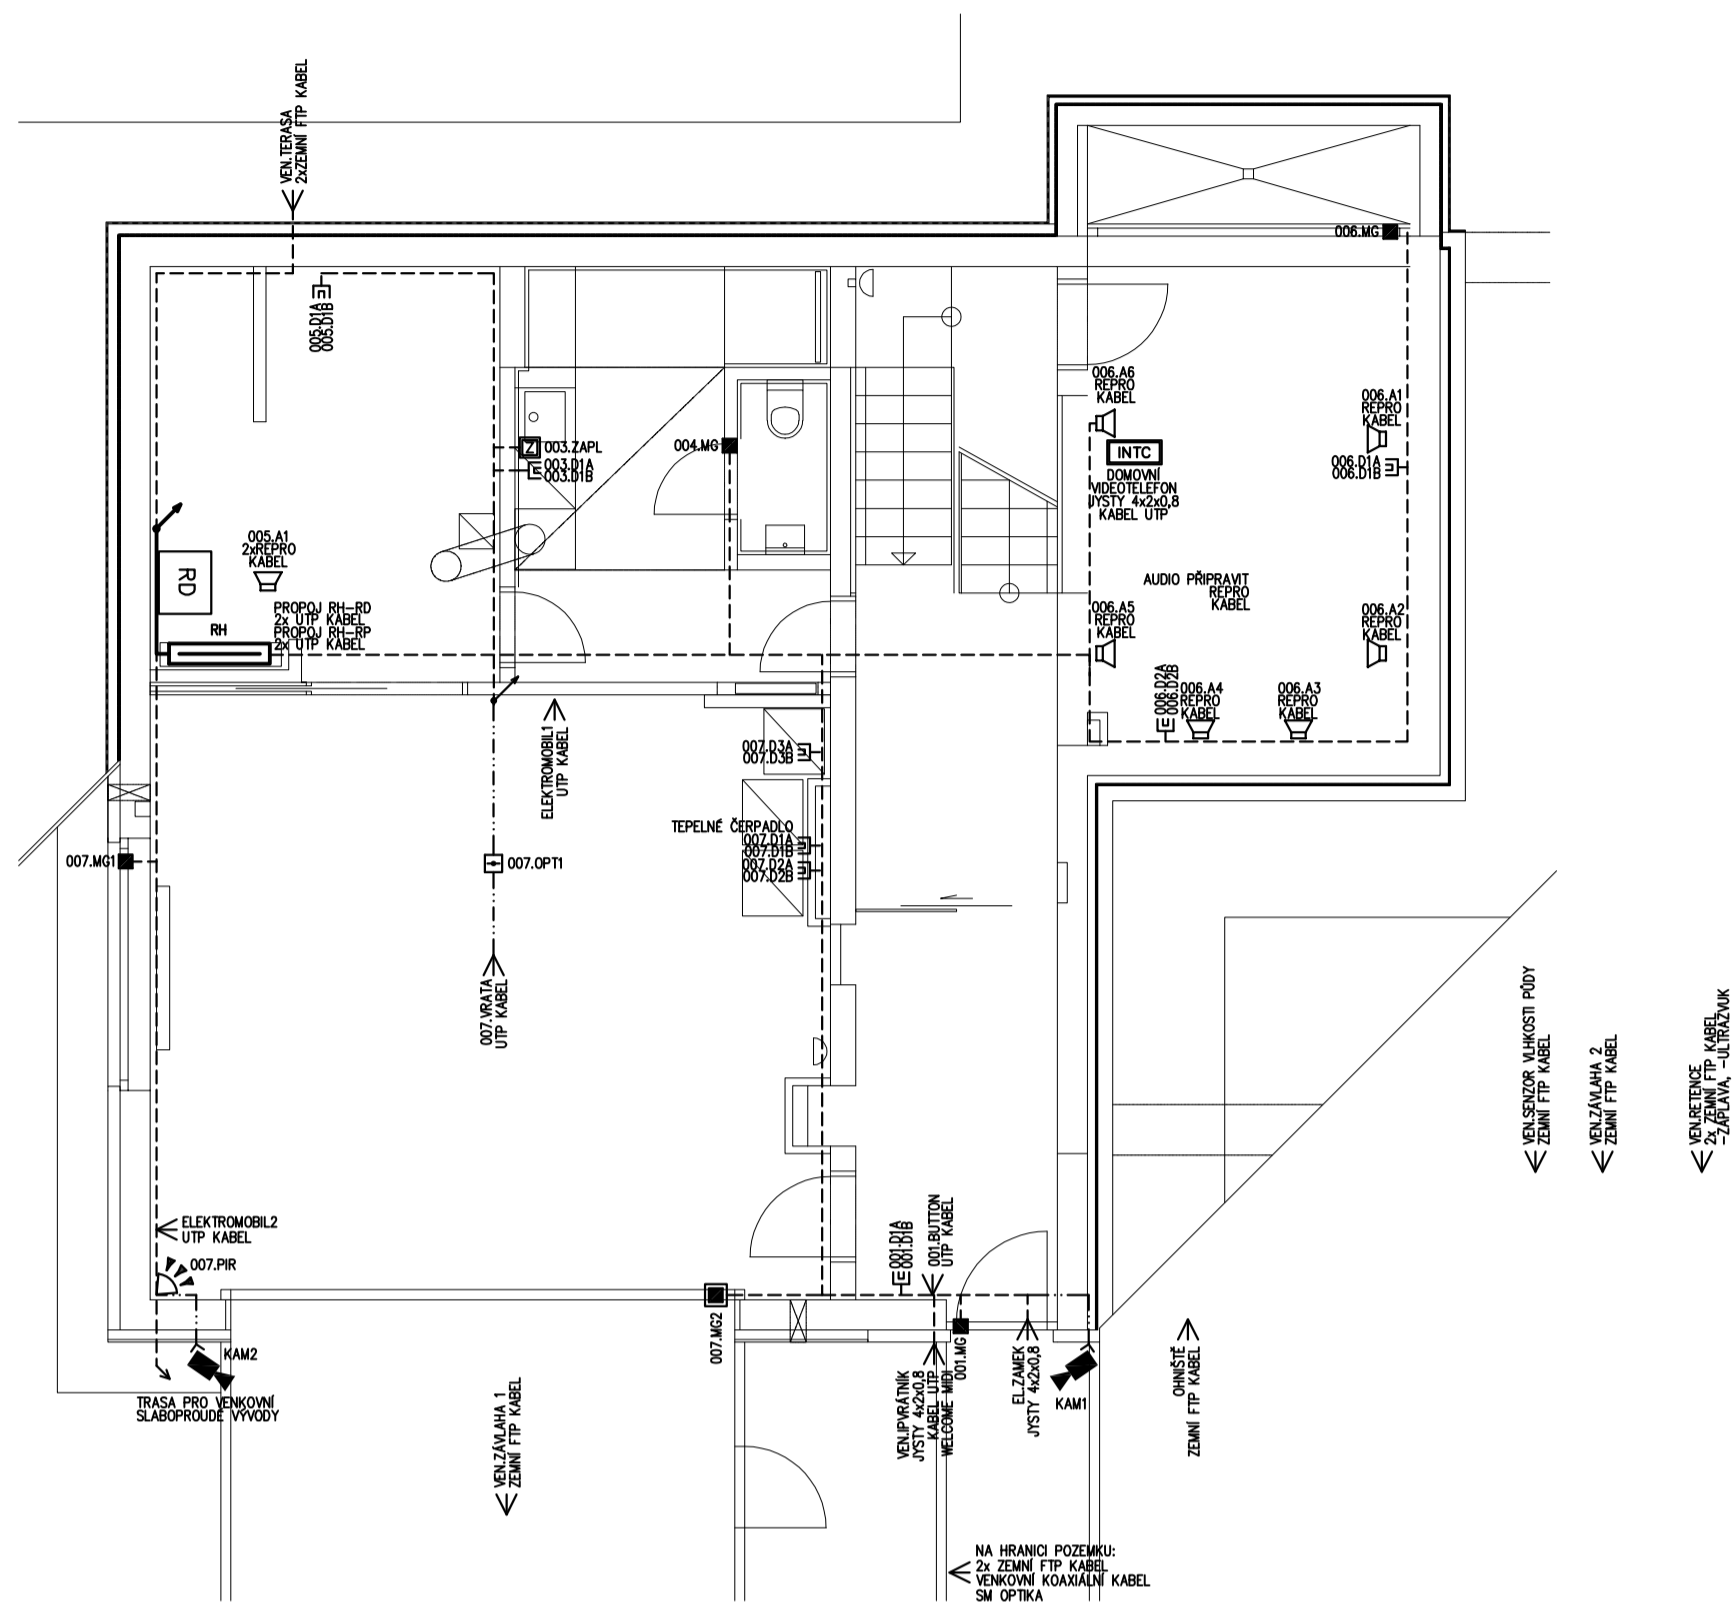 VEN.TERASA
2xZEMNÍ FTP KABEL
006.MG
005.D1A
005.D1B
003.ZAPL
Z
003.D1A
003.D1B
004.MG
006.A6
REPRO
KABEL
INTC
DOMOVNÍ
VIDEOTELEFON
JYSTY 4x2x0,8
KABEL UTP
006.A1
REPRO
KABEL
006.D1A
006.D1B
005.A1
2xREPRO
KABEL
RD
RH
PROPOJ RH-RD
2x UTP KABEL
PROPOJ RH-RP
2x UTP KABEL
AUDIO PŘIPRAVIT
REPRO
KABEL
006.A5
REPRO
KABEL
006.A2
REPRO
KABEL
006.D2A
006.D2B
006.A4
REPRO
KABEL
006.A3
REPRO
KABEL
ELEKTROMOBIL1
UTP KABEL
007.D3A
007.D3B
TEPELNÉ ČERPADLO
007.D1A
007.D1B
007.D2A
007.D2B
007.MG1
007.OPT1
007.VRATA
UTP KABEL
VEN.SENZOR VLHKOSTI PŮDY
ZEMNÍ FTP KABEL
VEN.ZÁVLAHA 2
ZEMNÍ FTP KABEL
VEN.RETENCE
2x ZEMNÍ FTP KABEL
-ZÁPLAVA, -ULTRAZVUK
ELEKTROMOBIL2
UTP KABEL
007.PIR
001.D1A
001.D1B
001.BUTTON
UTP KABEL
KAM2
TRASA PRO VENKOVNÍ
SLABOPROUDÉ VÝVODY
007.MG2
VEN.ZÁVLAHA 1
ZEMNÍ FTP KABEL
VEN.IPVRÁTNÍK
JYSTY 4x2x0,8
KABEL UTP
WELCOME MIDI
001.MG
EL.ZAMEK
JYSTY 4x2x0,8
KAM1
OHNIŠTĚ
ZEMNÍ FTP KABEL
NA HRANICI POZEMKU:
2x ZEMNÍ FTP KABEL
VENKOVNÍ KOAXIÁLNÍ KABEL
SM OPTIKA